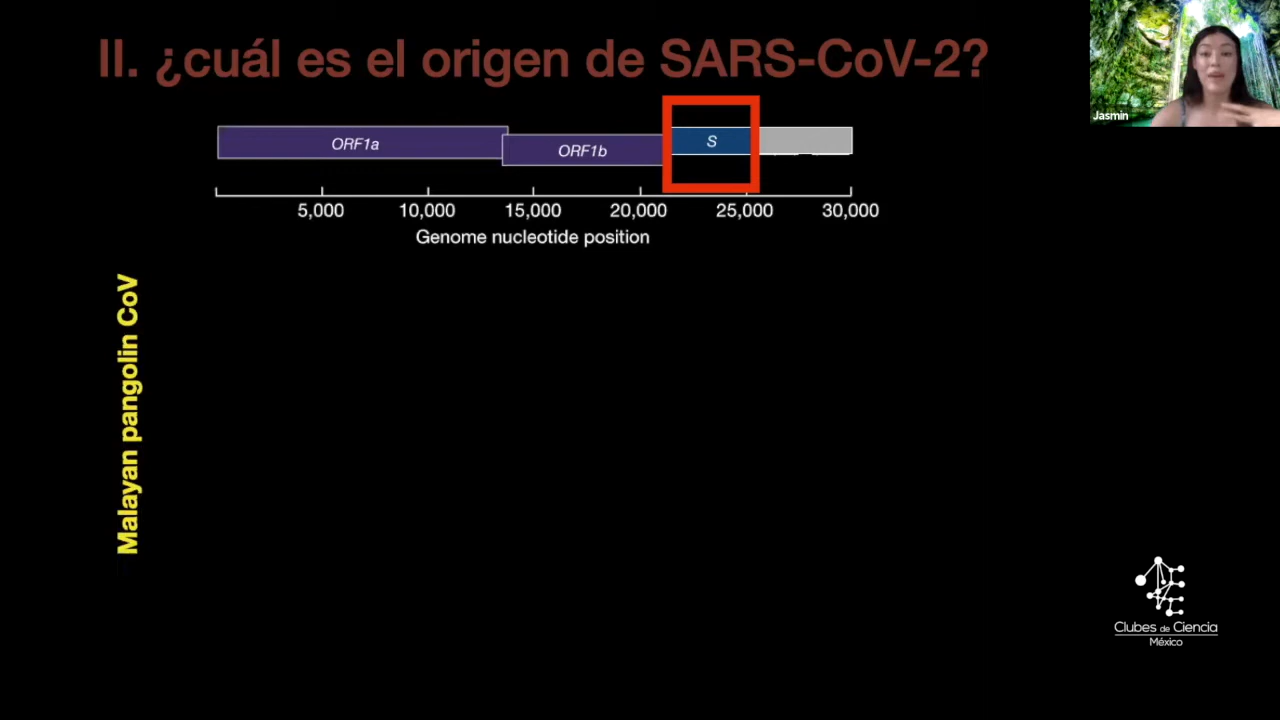 II. ¿cuál es el origen de SARS-CoV-2?
Jasmin
ORF1a
ORF1b
S
5,000 10,000 15,000 20,000 25,000 30,000
Genome nucleotide position
Malayan pangolin CoV
Clubes de Ciencia
México